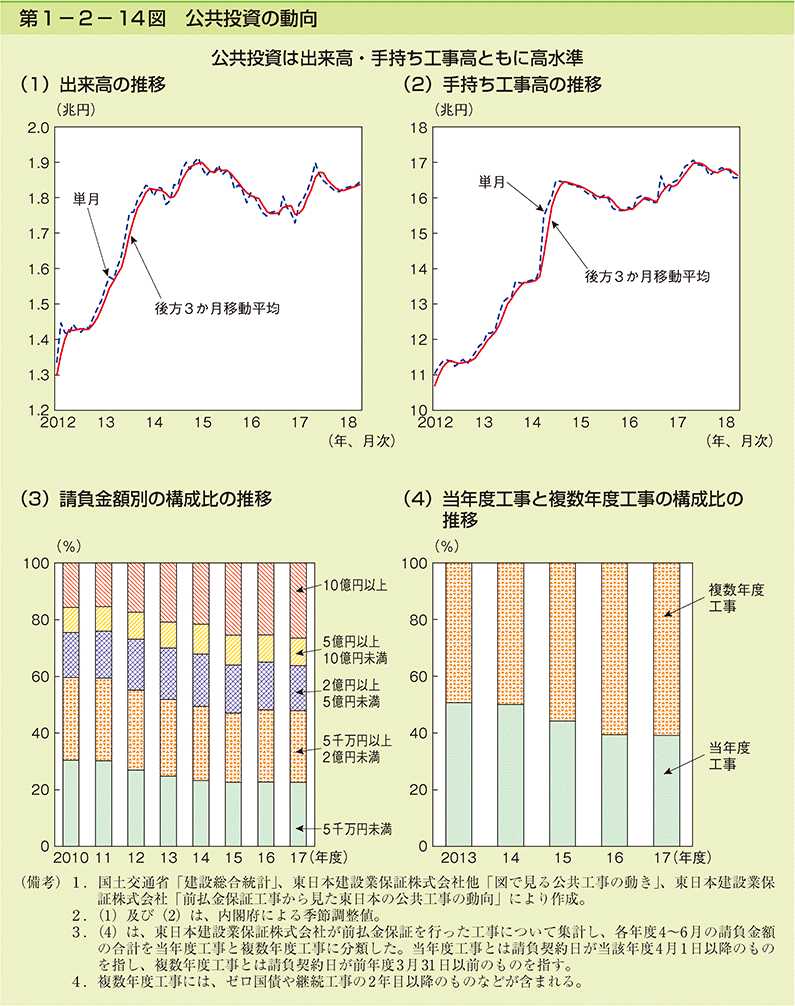 第1－2－14図　公共投資の動向
公共投資は出来高・手持ち工事高ともに高水準
（1）出来高の推移
（兆円）
2.0
1.9
1.8
1.7
1.6
1.5
1.4
1.3
1.2
単月
後方３か月移動平均
2012 13 14 15 16 17 18
（年、月次）
（2）手持ち工事高の推移
（兆円）
18
17
16
15
14
13
12
11
10
単月
後方３か月移動平均
2012 13 14 15 16 17 18
（年、月次）
（3）請負金額別の構成比の推移
（%）
100
80
60
40
20
0
10億円以上
5億円以上
10億円未満
2億円以上
5億円未満
5千万円以上
2億円未満
5千万円未満
2010 11 12 13 14 15 16 17（年度）
（4）当年度工事と複数年度工事の構成比の
推移
（%）
100
80
60
40
20
0
複数年度
工事
当年度
工事
2013 14 15 16 17（年度）
（備考）１．国土交通省「建設総合統計」、東日本建設業保証株式会社他「図で見る公共工事の動き」、東日本建設業保
証株式会社「前払金保証工事から見た東日本の公共工事の動向」により作成。
２．（1）及び（2）は、内閣府による季節調整値。
３．（4）は、東日本建設業保証株式会社が前払金保証を行った工事について集計し、各年度4～6月の請負金額
の合計を当年度工事と複数年度工事に分類した。当年度工事とは請負契約日が当該年度4月1日以降のもの
を指し、複数年度工事とは請負契約日が前年度3月31日以前のものを指す。
４．複数年度工事には、ゼロ国債や継続工事の2年目以降のものなどが含まれる。